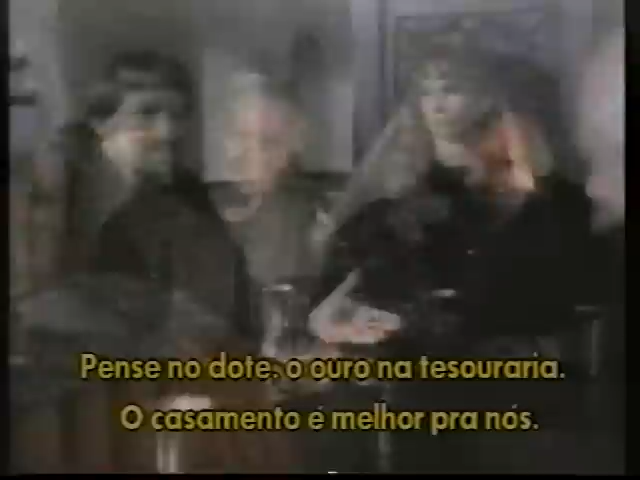 Pense no dote. o ouro na tesouraria.
O casamento é melhor pra nós.